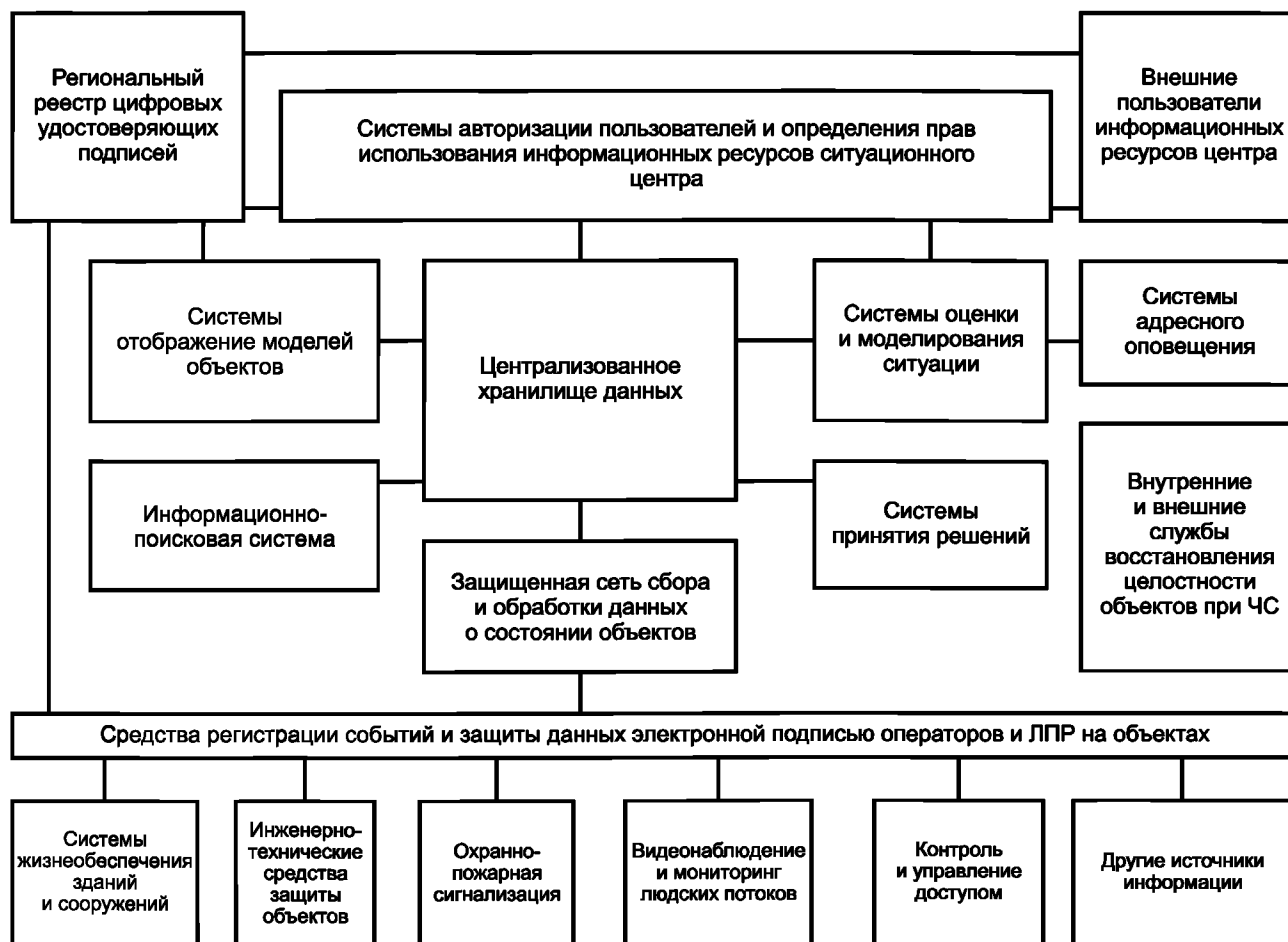 Региональный
реестр цифровых
удостоверяющих
подписей
Системы авторизации пользователей и определения прав
использования информационных ресурсов ситуационного
центра
Внешние
пользователи
информационных
ресурсов центра
Системы
отображение моделей
объектов
Централизованное
хранилище данных
Системы оценки
и моделирования
ситуации
Системы
адресного
оповещения
Информационно-
поисковая система
Системы
принятия решений
Внутренние
и внешние
службы
восстановления
целостности
объектов при ЧС
Защищенная сеть сбора
и обработки данных
о состоянии объектов
Средства регистрации событий и защиты данных электронной подписью операторов и ЛПР на объектах
Системы
жизнеобеспечения
зданий
и сооружений
Инженерно-
технические
средства
защиты
объектов
Охранно-
пожарная
сигнализация
Видеонаблюдение
и мониторинг
людских потоков
Контроль
и управление
доступом
Другие источники
информации